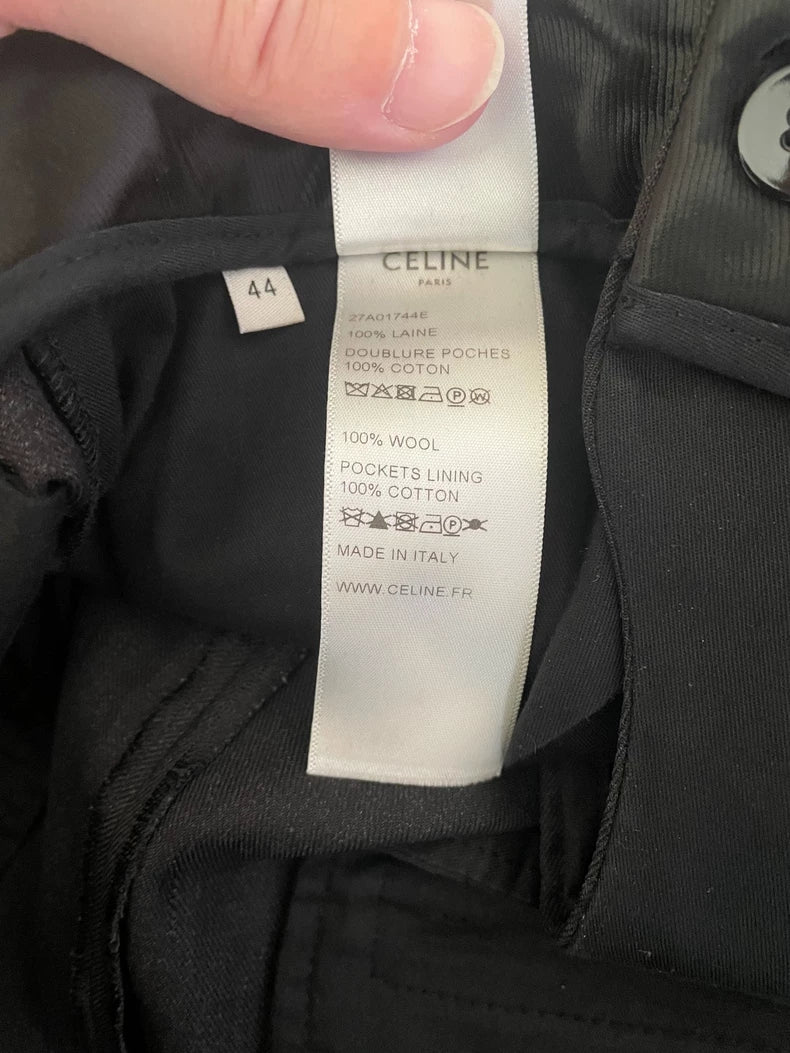 44
CELINE
PARIS
27A01744E
100% LAINE
DOUBLURE POCHES
100% COTON
P W
100% WOOL
POCKETS LINING
100% COTTON
P
MADE IN ITALY
WWW.CELINE.FR